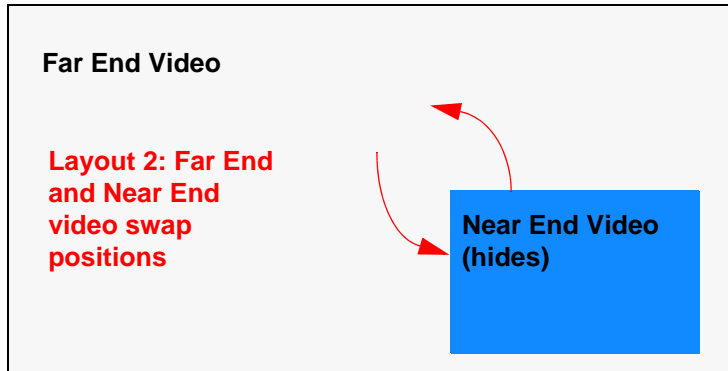 Far End Video
Layout 2: Far End
and Near End
video swap
positions
Near End Video
(hides)